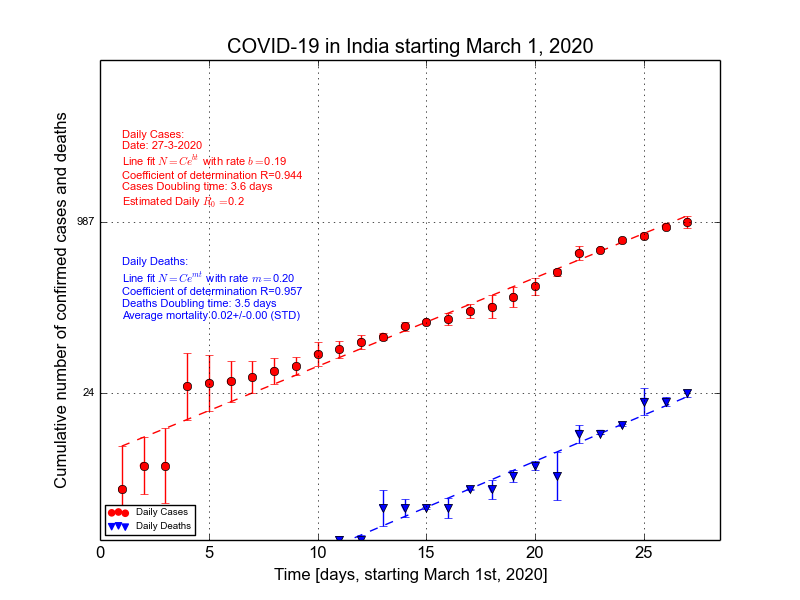 COVID-19 in India starting March 1, 2020
Cumulative number of confirmed cases and deaths
Daily Cases:
Date: 27-3-2020
Line fit N=Ce^{bt} with rate b=0.19
Coefficient of determination R=0.944
Cases Doubling time: 3.6 days
Estimated Daily R_0=0.2
987
Daily Deaths:
Line fit N=Ce^{mt} with rate m=0.20
Coefficient of determination R=0.957
Deaths Doubling time: 3.5 days
Average mortality:0.02+/-0.00 (STD)
24
Daily Cases
Daily Deaths
0 5 10 15 20 25
Time [days, starting March 1st, 2020]